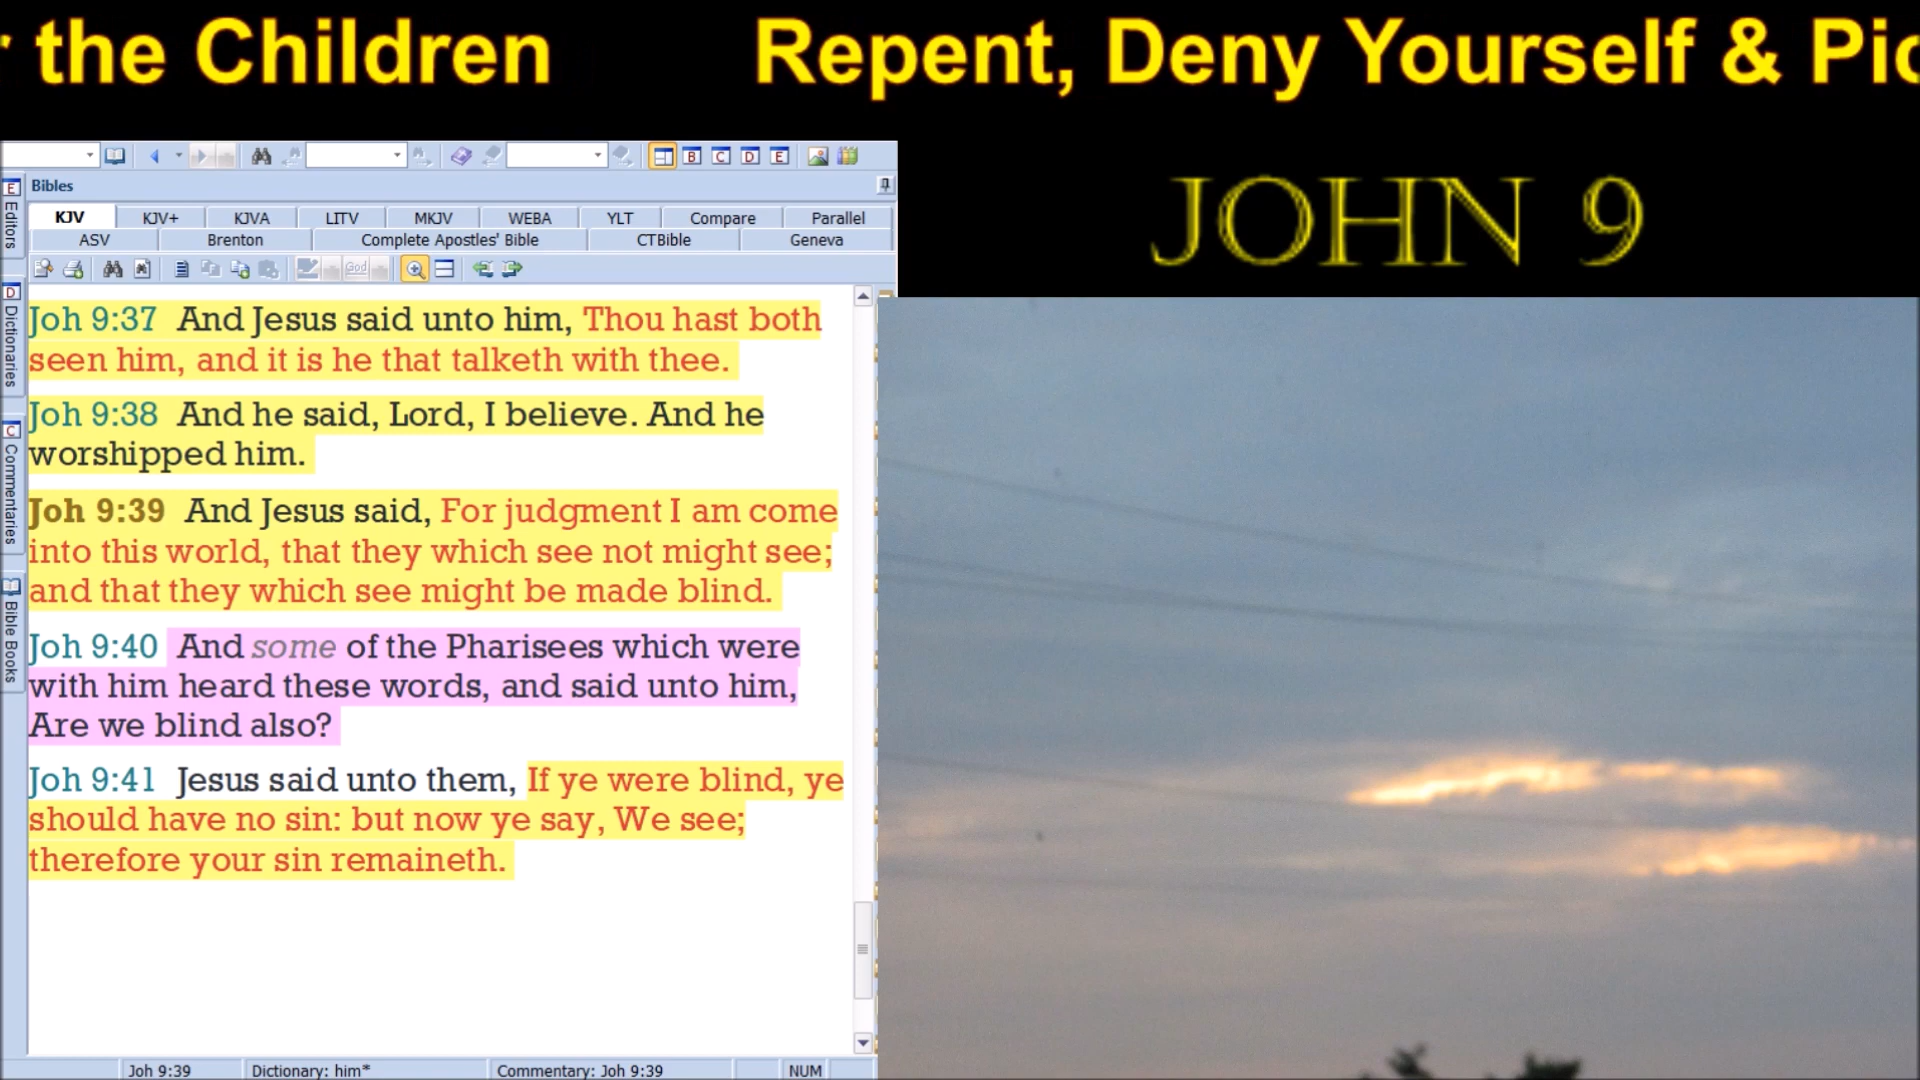 r the Children Repent, Deny Yourself & Pic
JOHN 9
Bibles
KJV KJV+ KJVA LITV MKJV WEBA YLT Compare Parallel
ASV Brenton Complete Apostles' Bible CTBible Geneva
God
B C D E
E Editors
D Dictionaries
C Commentaries
Bible Books
Joh 9:37 And Jesus said unto him, Thou hast both
seen him, and it is he that talketh with thee.
Joh 9:38 And he said, Lord, I believe. And he
worshipped him.
Joh 9:39 And Jesus said, For judgment I am come
into this world, that they which see not might see;
and that they which see might be made blind.
Joh 9:40 And some of the Pharisees which were
with him heard these words, and said unto him,
Are we blind also?
Joh 9:41 Jesus said unto them, If ye were blind, ye
should have no sin: but now ye say, We see;
therefore your sin remaineth.
Joh 9:39 Dictionary: him* Commentary: Joh 9:39 NUM